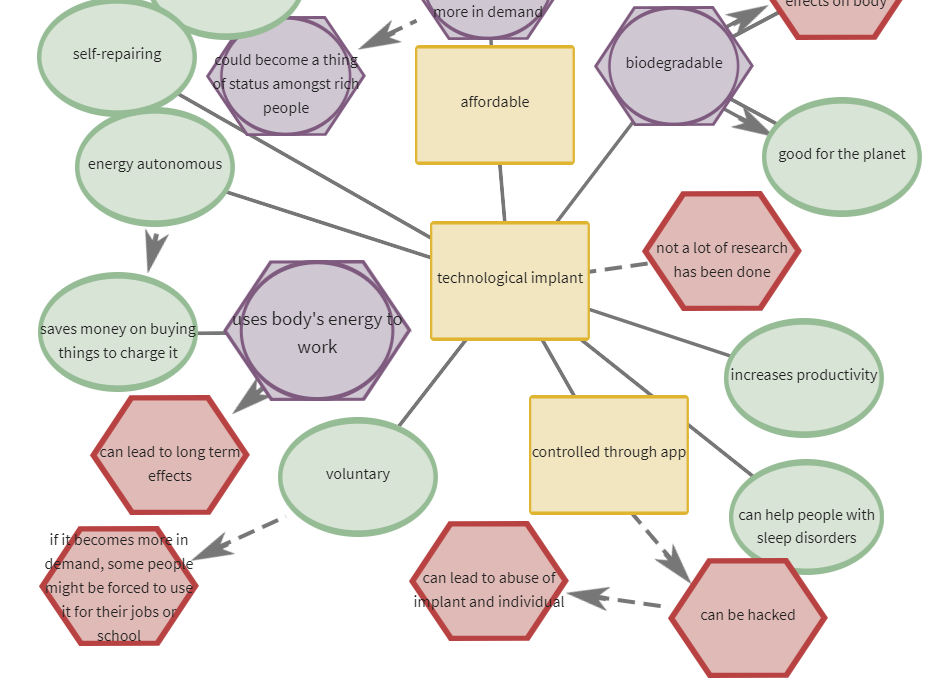 effects on body
more in demand
self-repairing
could become a thing
of status amongst rich
people
biodegradable
affordable
energy autonomous
good for the planet
not a lot of research
has been done
technological implant
saves money on buying
things to charge it
uses body's energy to
work
increases productivity
can lead to long term
effects
voluntary
controlled through app
can help people with
sleep disorders
if it becomes more in
demand, some people
might be forced to use
it for their jobs or
school
can lead to abuse of
implant and individual
can be hacked